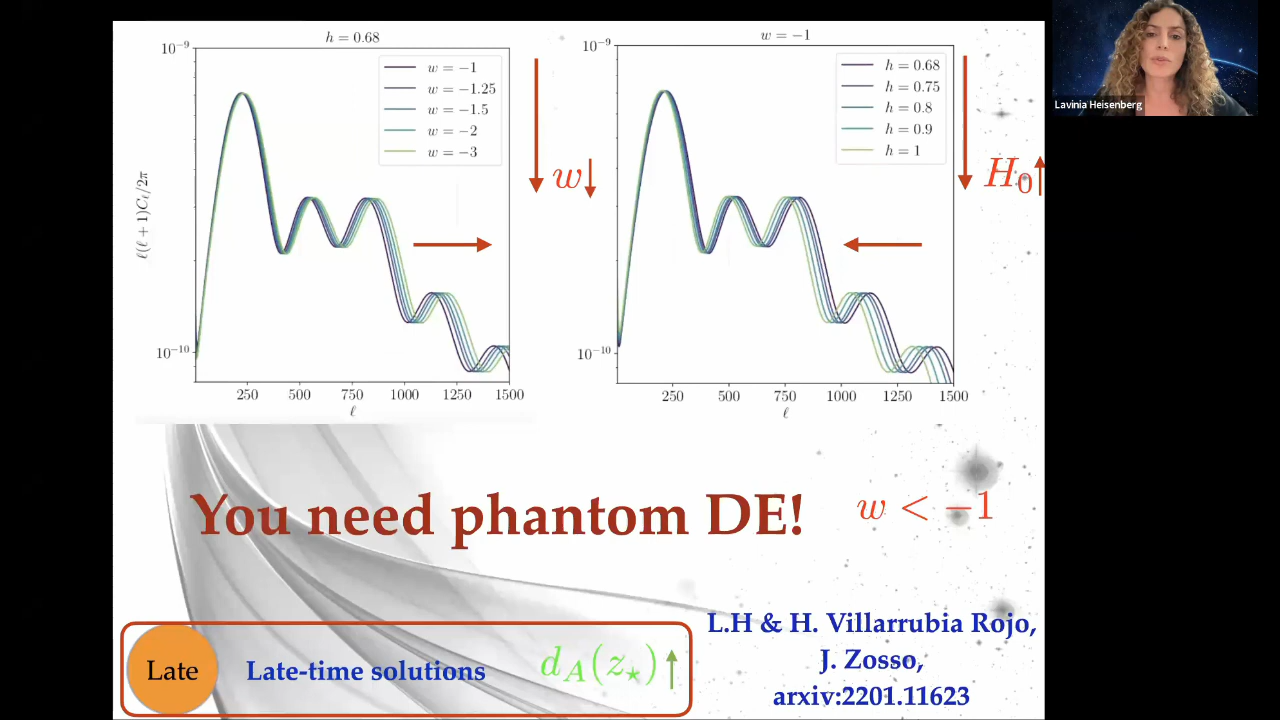 h = 0.68
10⁻⁹
w = −1
w = −1.25
w = −1.5
w = −2
w = −3
ℓ(ℓ + 1)Cℓ/2π
10⁻¹⁰
250 500 750 1000 1250 1500
ℓ
w↓
w = −1
10⁻⁹
h = 0.68
h = 0.75
h = 0.8
h = 0.9
h = 1
10⁻¹⁰
250 500 750 1000 1250 1500
ℓ
H₀↑
Lavinia Heisenberg
You need phantom DE!
w < −1
Late
Late-time solutions
d_A(z⋆)↑
L.H & H. Villarrubia Rojo,
J. Zosso,
arxiv:2201.11623